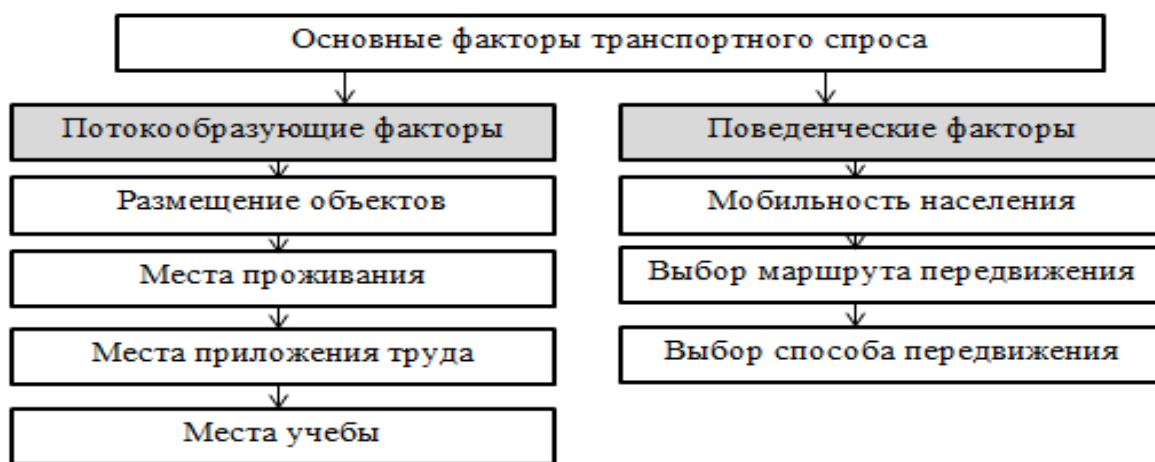 Основные факторы транспортного спроса
Потокообразующие факторы
Размещение объектов
Места проживания
Места приложения труда
Места учебы
Поведенческие факторы
Мобильность населения
Выбор маршрута передвижения
Выбор способа передвижения